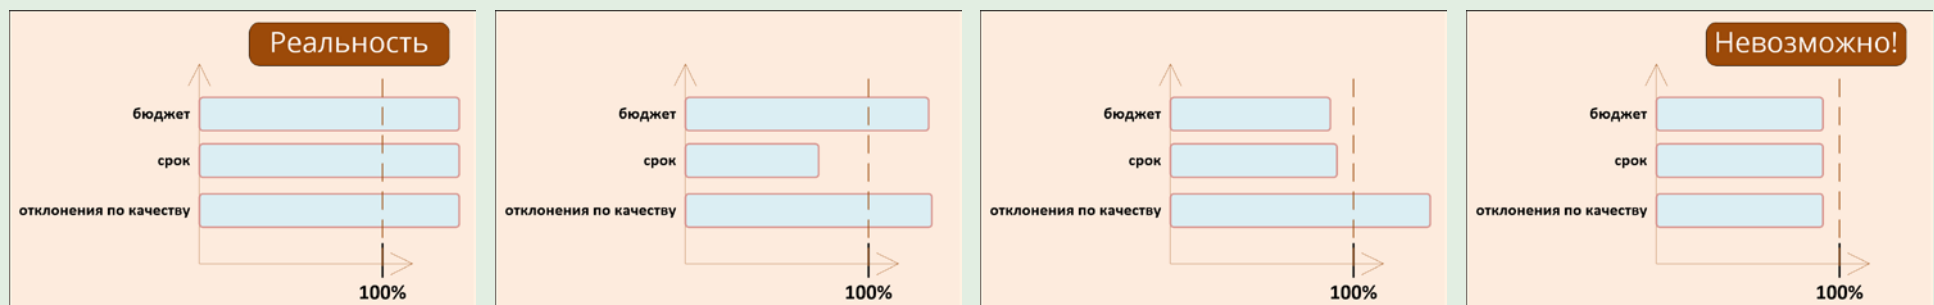 Реальность
бюджет
срок
отклонения по качеству
100%
бюджет
срок
отклонения по качеству
100%
бюджет
срок
отклонения по качеству
100%
Невозможно!
бюджет
срок
отклонения по качеству
100%